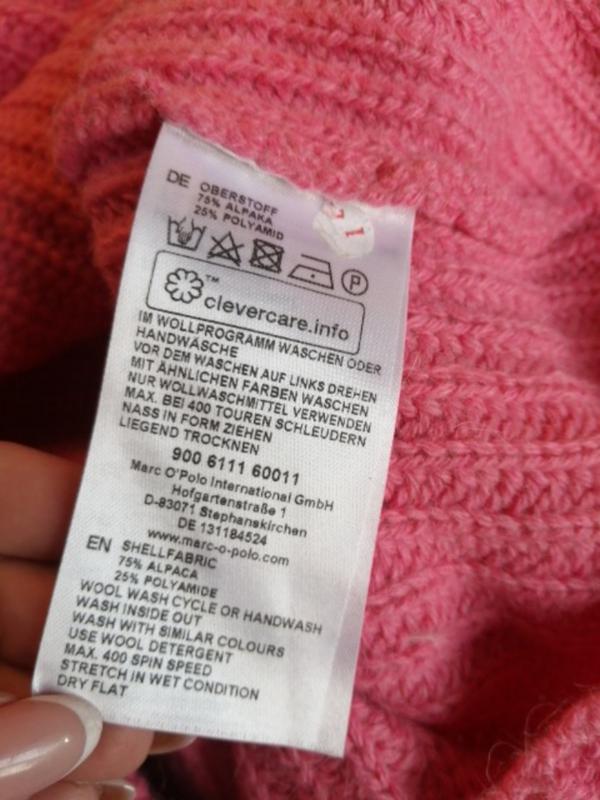 DE OBERSTOFF
75% ALPAKA
25% POLYAMID
P
™
clevercare.info
IM WOLLPROGRAMM WASCHEN ODER
HANDWÄSCHE
VOR DEM WASCHEN AUF LINKS DREHEN
MIT ÄHNLICHEN FARBEN WASCHEN
NUR WOLLWASCHMITTEL VERWENDEN
MAX. BEI 400 TOUREN SCHLEUDERN
NASS IN FORM ZIEHEN
LIEGEND TROCKNEN
900 6111 60011
Marc O'Polo International GmbH
Hofgartenstraße 1
D-83071 Stephanskirchen
DE 131184524
www.marc-o-polo.com
EN SHELLFABRIC
75% ALPACA
25% POLYAMIDE
WOOL WASH CYCLE OR HANDWASH
WASH INSIDE OUT
WASH WITH SIMILAR COLOURS
USE WOOL DETERGENT
MAX. 400 SPIN SPEED
STRETCH IN WET CONDITION
DRY FLAT